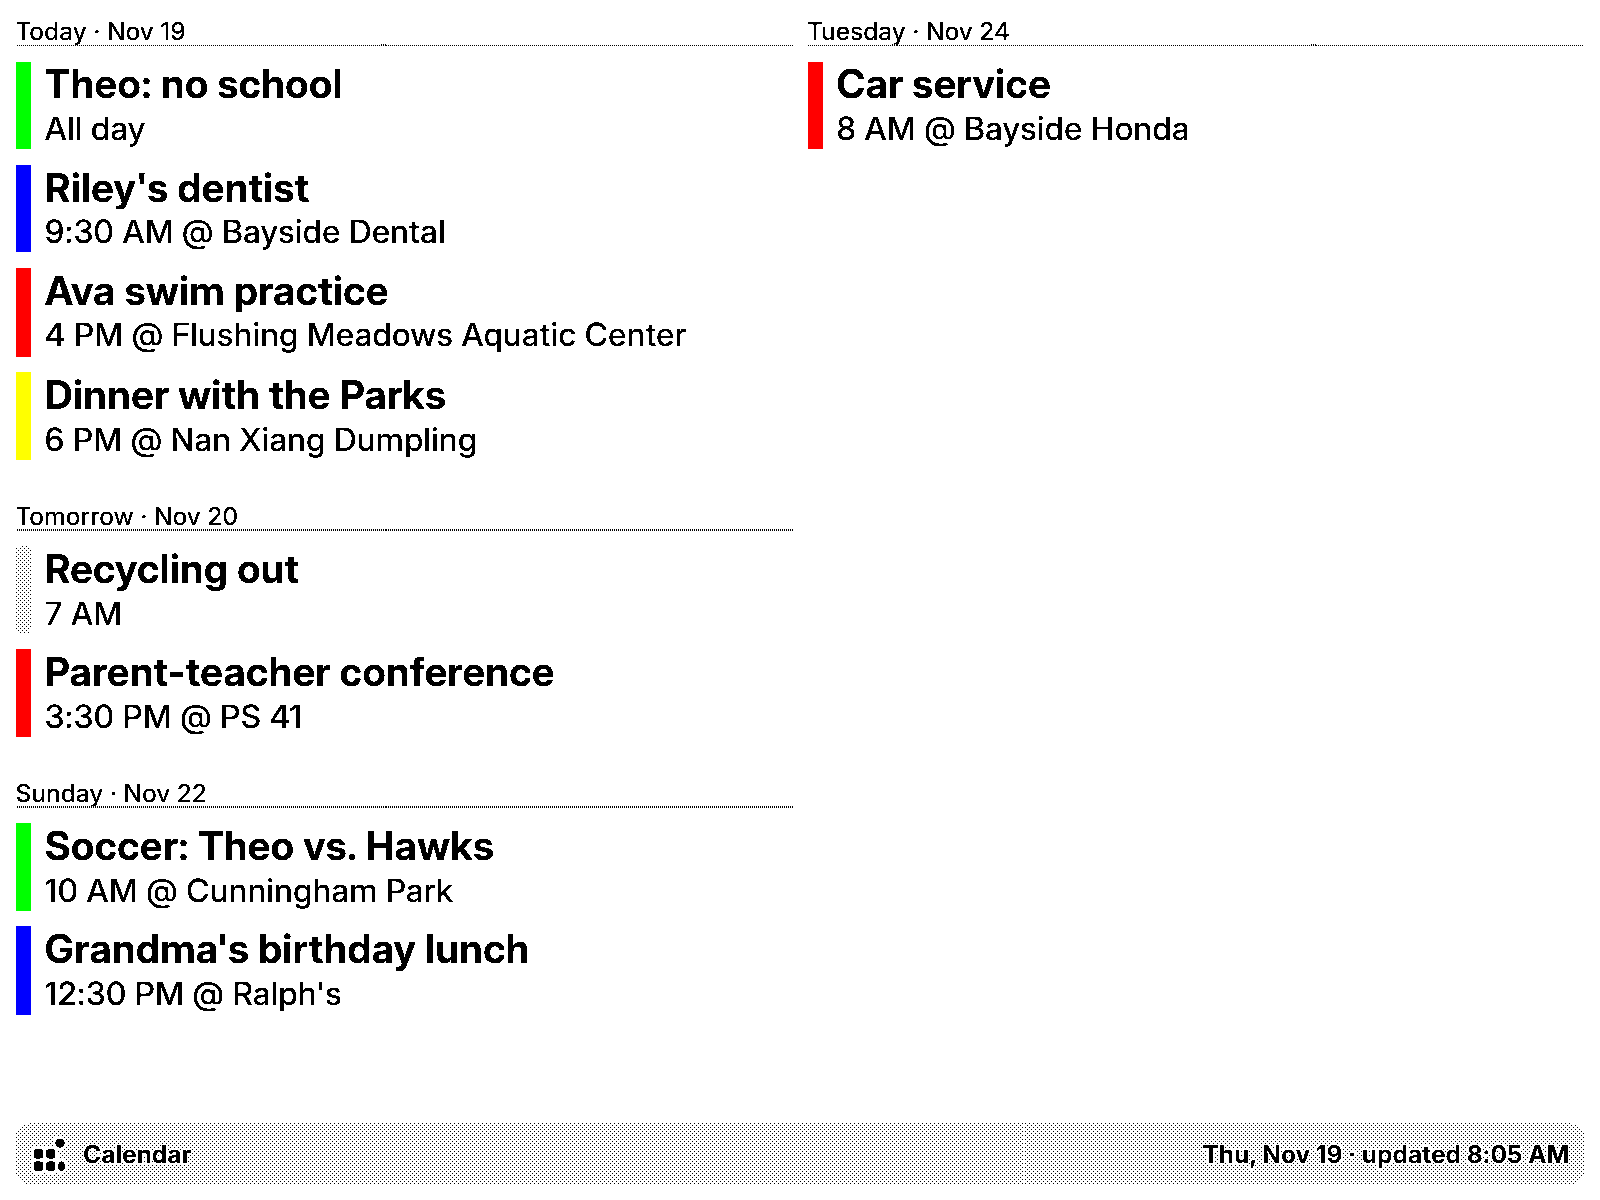 Today · Nov 19
Theo: no school
All day
Riley's dentist
9:30 AM @ Bayside Dental
Ava swim practice
4 PM @ Flushing Meadows Aquatic Center
Dinner with the Parks
6 PM @ Nan Xiang Dumpling
Tomorrow · Nov 20
Recycling out
7 AM
Parent-teacher conference
3:30 PM @ PS 41
Sunday · Nov 22
Soccer: Theo vs. Hawks
10 AM @ Cunningham Park
Grandma's birthday lunch
12:30 PM @ Ralph's
Tuesday · Nov 24
Car service
8 AM @ Bayside Honda
Calendar
Thu, Nov 19 · updated 8:05 AM